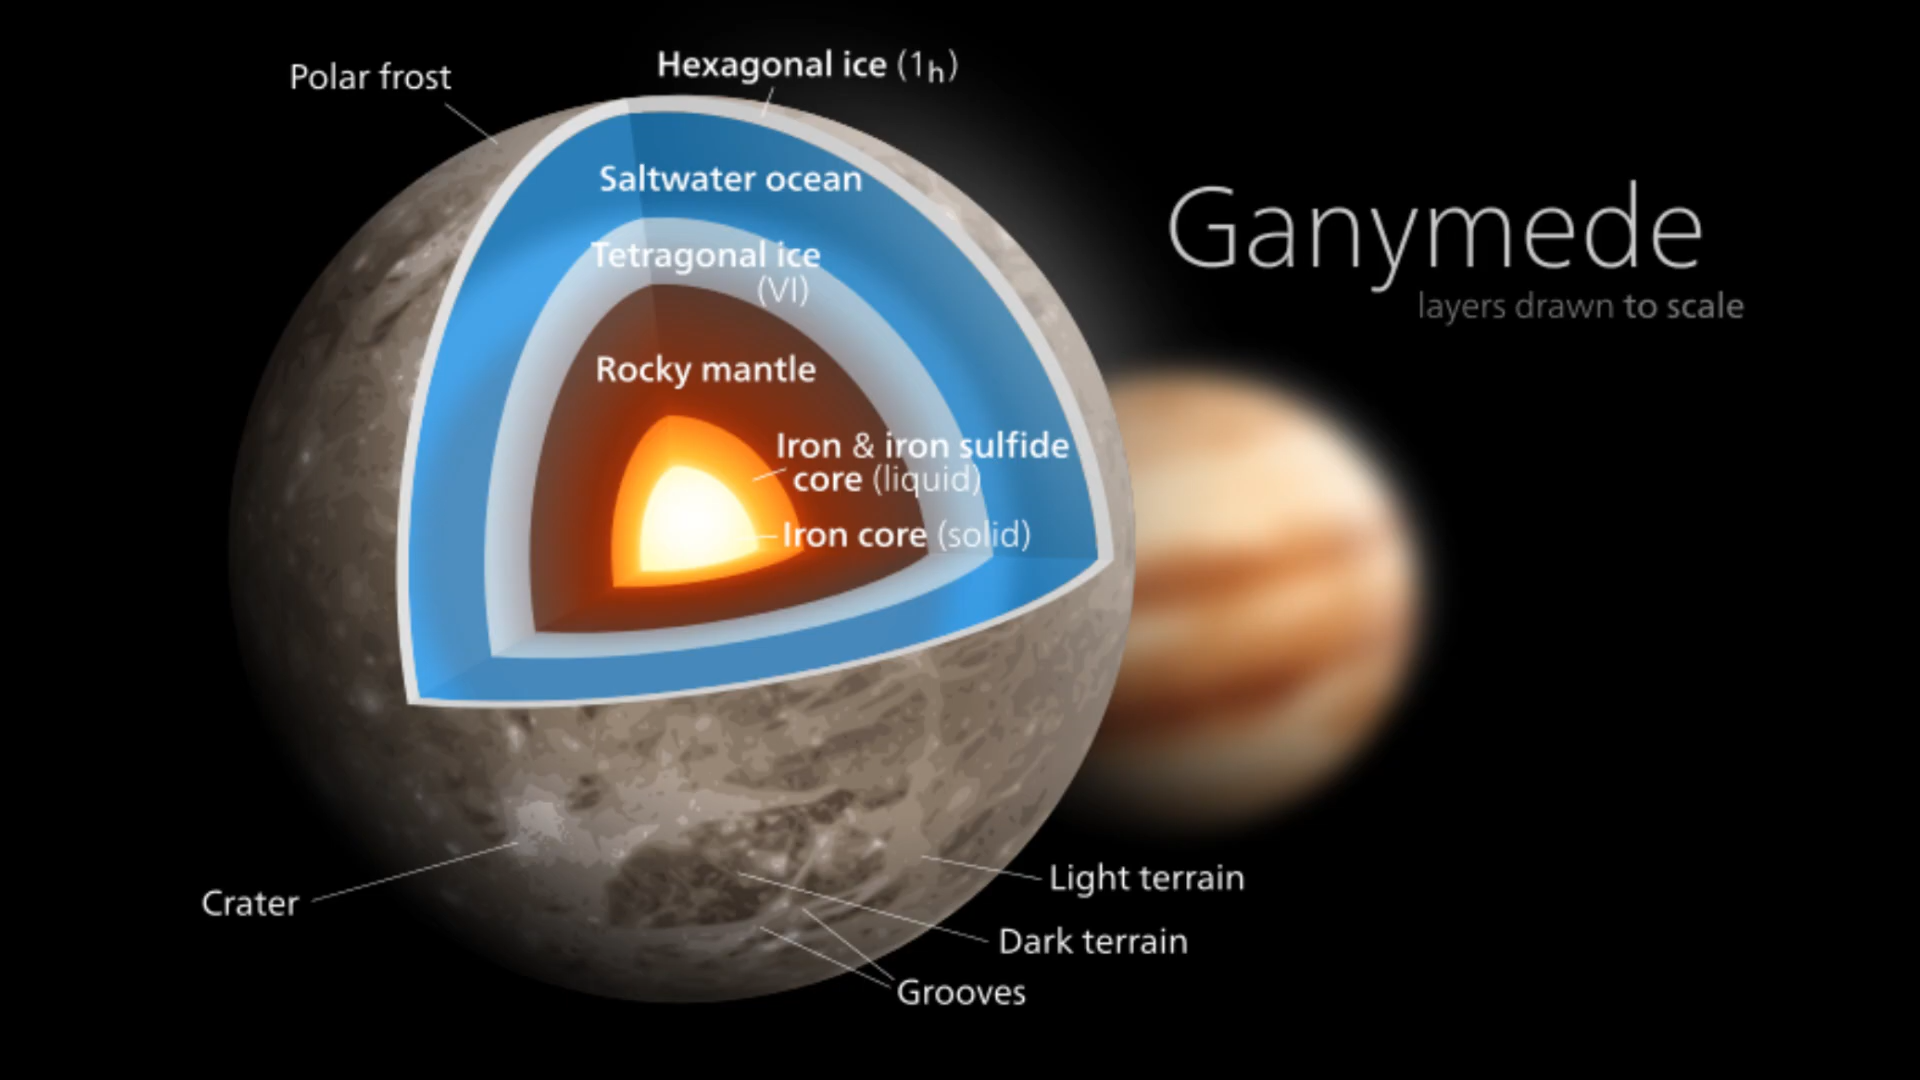 Polar frost
Hexagonal ice (1h)
Saltwater ocean
Tetragonal ice
(VI)
Rocky mantle
Iron & iron sulfide
core (liquid)
Iron core (solid)
Ganymede
layers drawn to scale
Crater
Light terrain
Dark terrain
Grooves